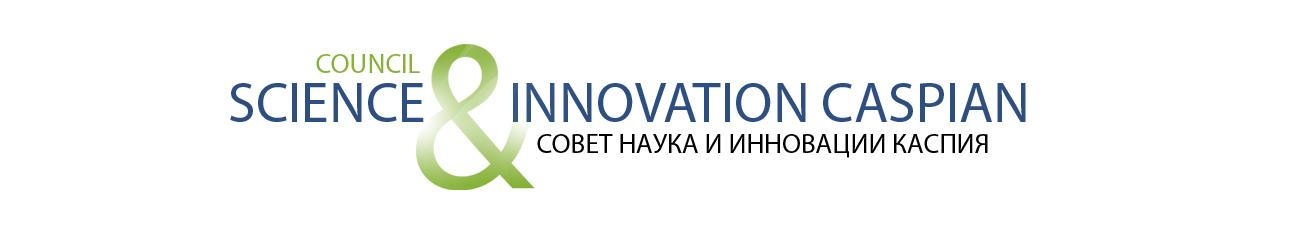 COUNCIL
SCIENCE & INNOVATION CASPIAN
СОВЕТ НАУКА И ИННОВАЦИИ КАСПИЯ